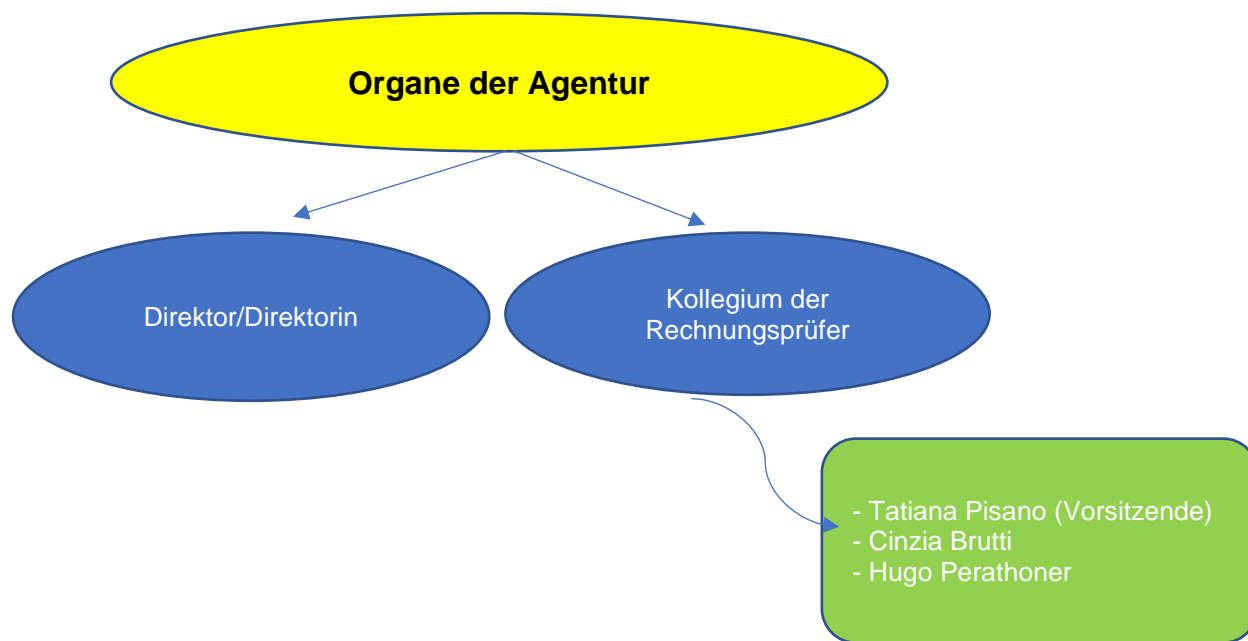 Organe der Agentur
Direktor/Direktorin
Kollegium der
Rechnungsprüfer
- Tatiana Pisano (Vorsitzende)
- Cinzia Brutti
- Hugo Perathoner